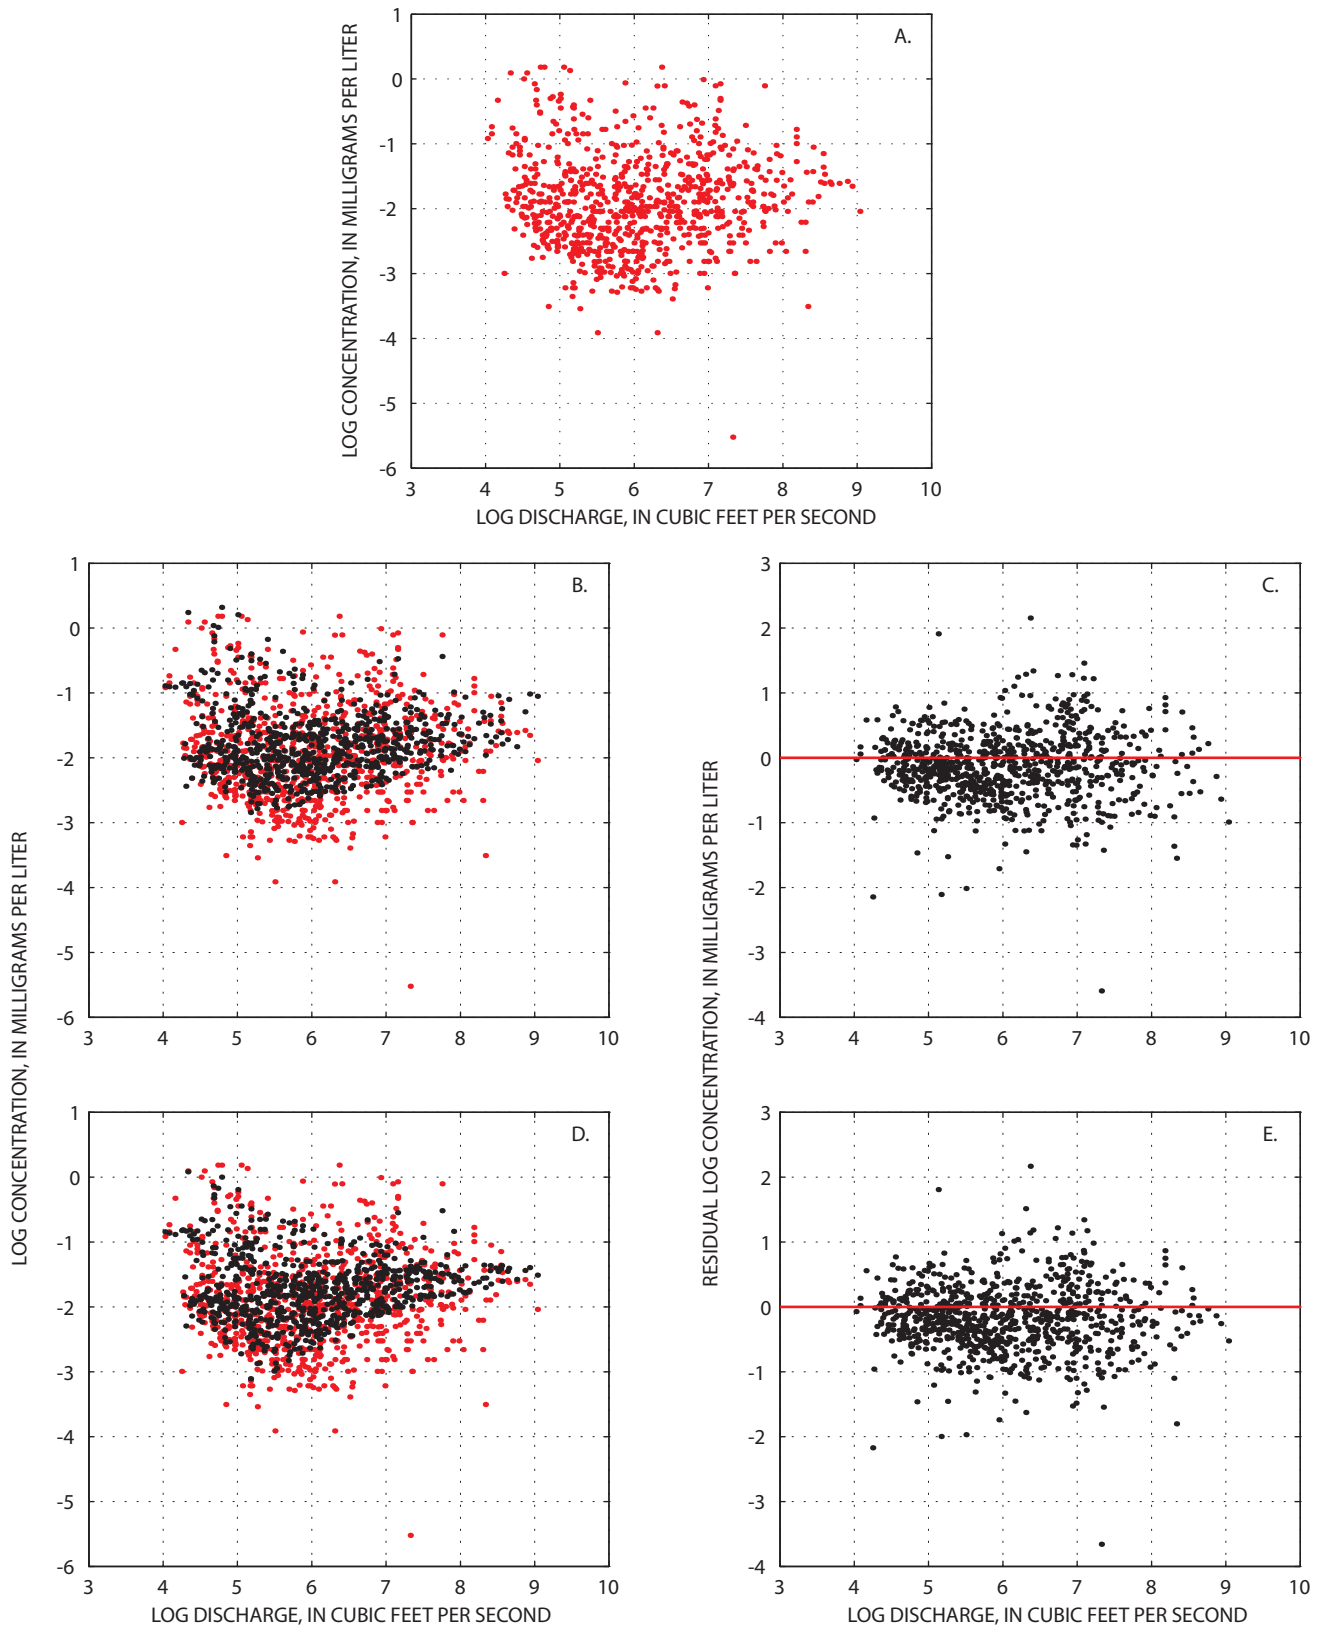 A.
LOG CONCENTRATION, IN MILLIGRAMS PER LITER
1
0
-1
-2
-3
-4
-5
-6
3 4 5 6 7 8 9 10
LOG DISCHARGE, IN CUBIC FEET PER SECOND
B.
LOG CONCENTRATION, IN MILLIGRAMS PER LITER
1
0
-1
-2
-3
-4
-5
-6
3 4 5 6 7 8 9 10
C.
RESIDUAL LOG CONCENTRATION, IN MILLIGRAMS PER LITER
3
2
1
0
-1
-2
-3
-4
3 4 5 6 7 8 9 10
D.
1
0
-1
-2
-3
-4
-5
-6
3 4 5 6 7 8 9 10
LOG DISCHARGE, IN CUBIC FEET PER SECOND
E.
3
2
1
0
-1
-2
-3
-4
3 4 5 6 7 8 9 10
LOG DISCHARGE, IN CUBIC FEET PER SECOND